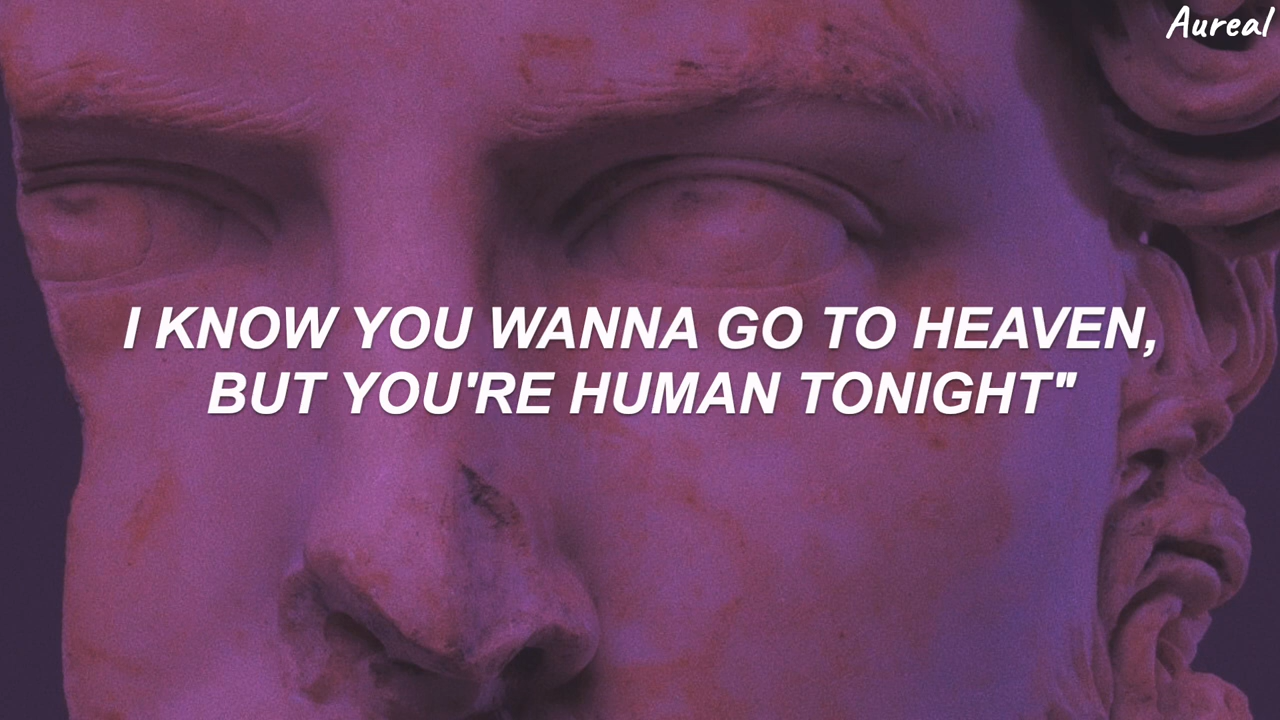 Aureal
I KNOW YOU WANNA GO TO HEAVEN,
BUT YOU'RE HUMAN TONIGHT"